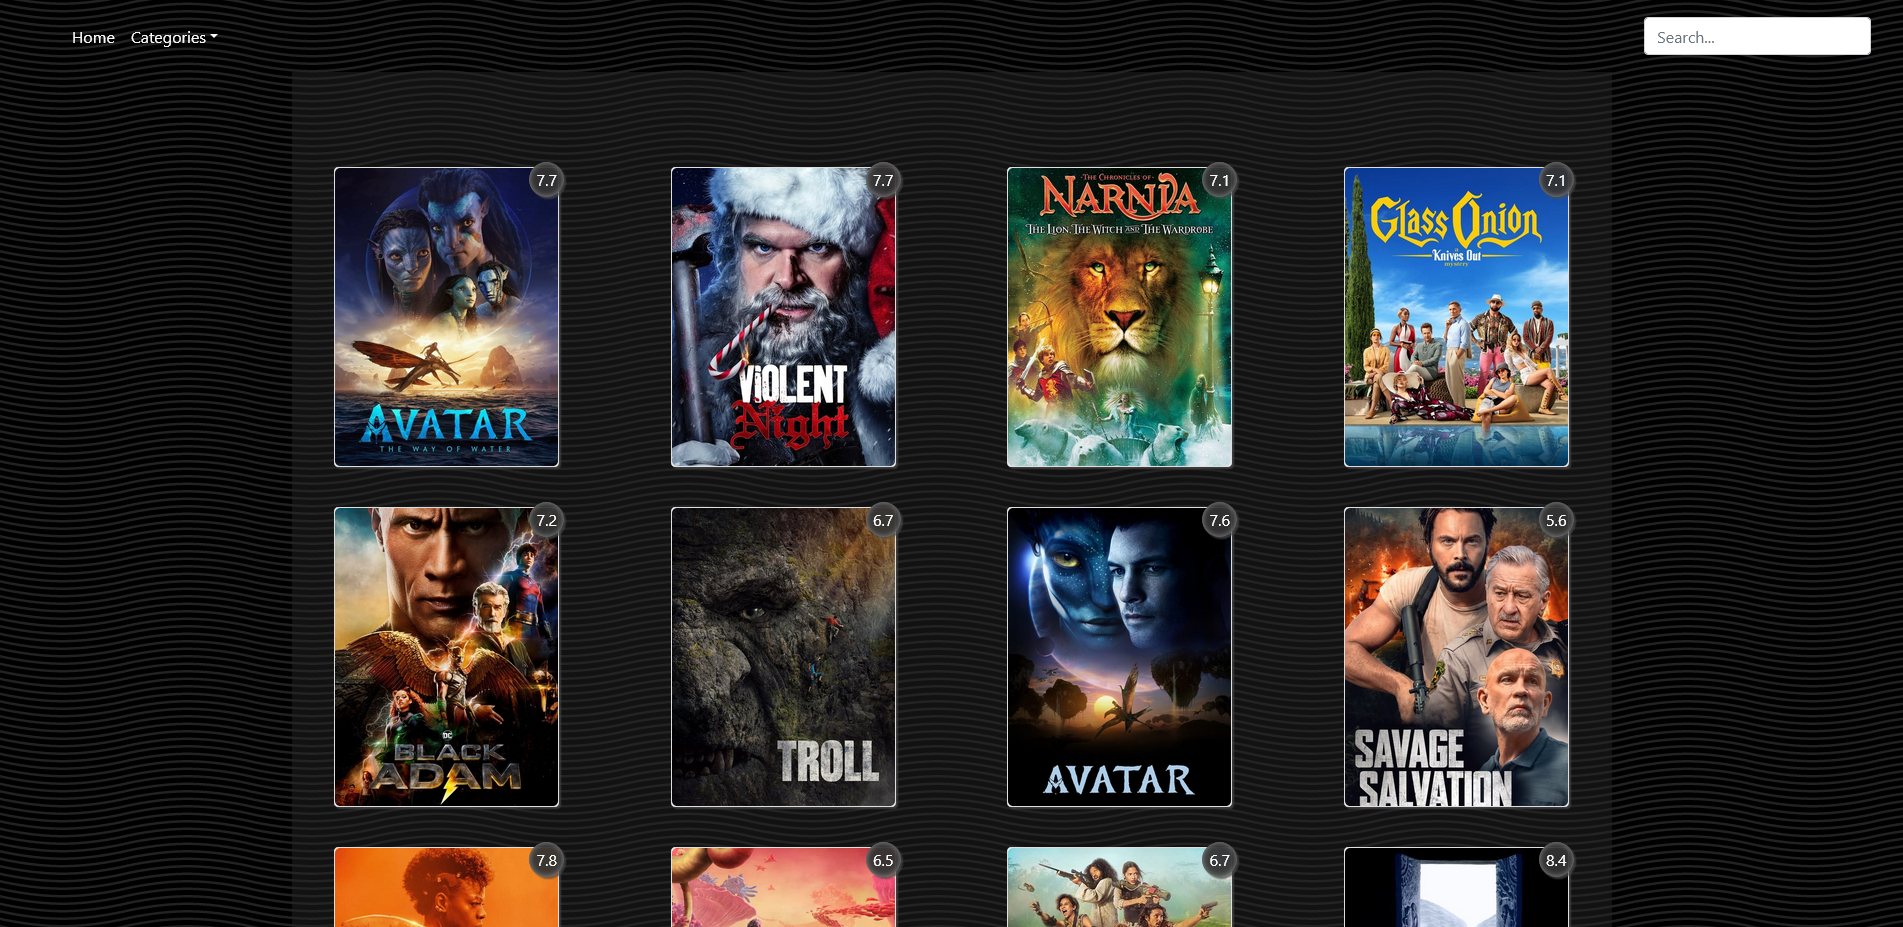 Home Categories
Search...
7.7
7.7
7.1
7.1
AVATAR
THE WAY OF WATER
VIOLENT
Night
THE CHRONICLES OF
NARNIA
THE LION, THE WITCH AND THE WARDROBE
Glass Onion
A Knives Out
mystery
7.2
6.7
7.6
5.6
DC
BLACK
ADAM
TROLL
AVATAR
SAVAGE
SALVATION
7.8
6.5
6.7
8.4